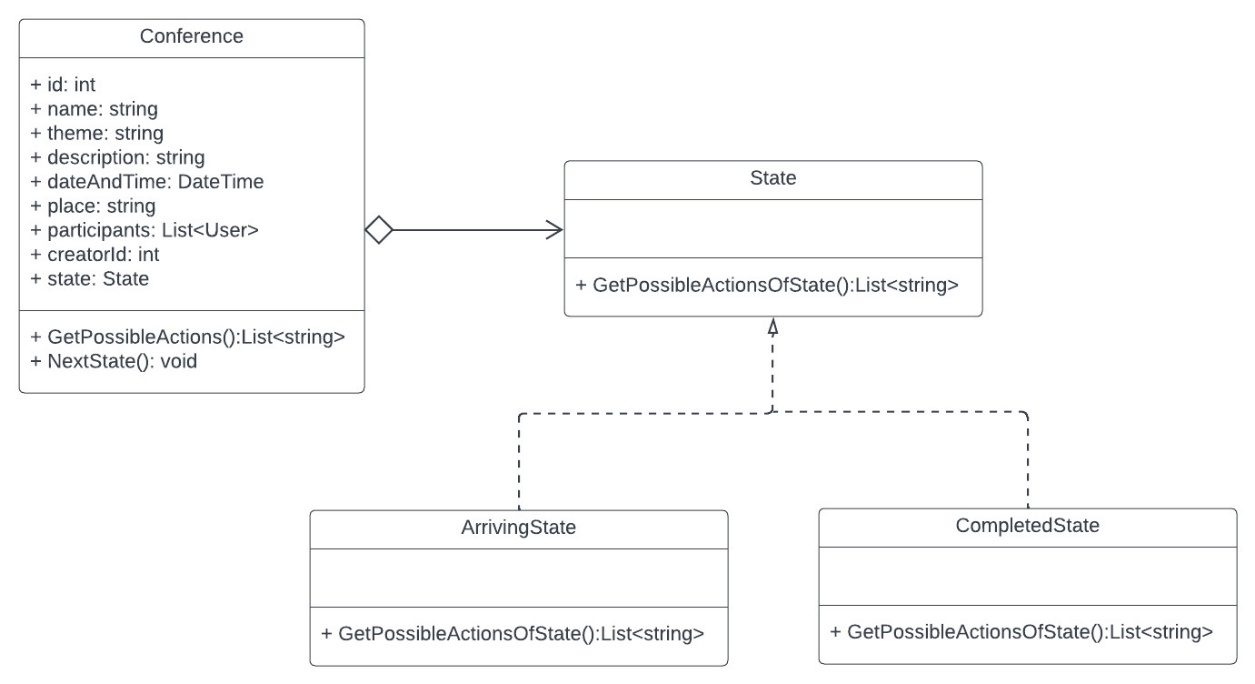 Conference
+ id: int
+ name: string
+ theme: string
+ description: string
+ dateAndTime: DateTime
+ place: string
+ participants: List<User>
+ creatorId: int
+ state: State
+ GetPossibleActions():List<string>
+ NextState(): void
State
+ GetPossibleActionsOfState():List<string>
ArrivingState
+ GetPossibleActionsOfState():List<string>
CompletedState
+ GetPossibleActionsOfState():List<string>